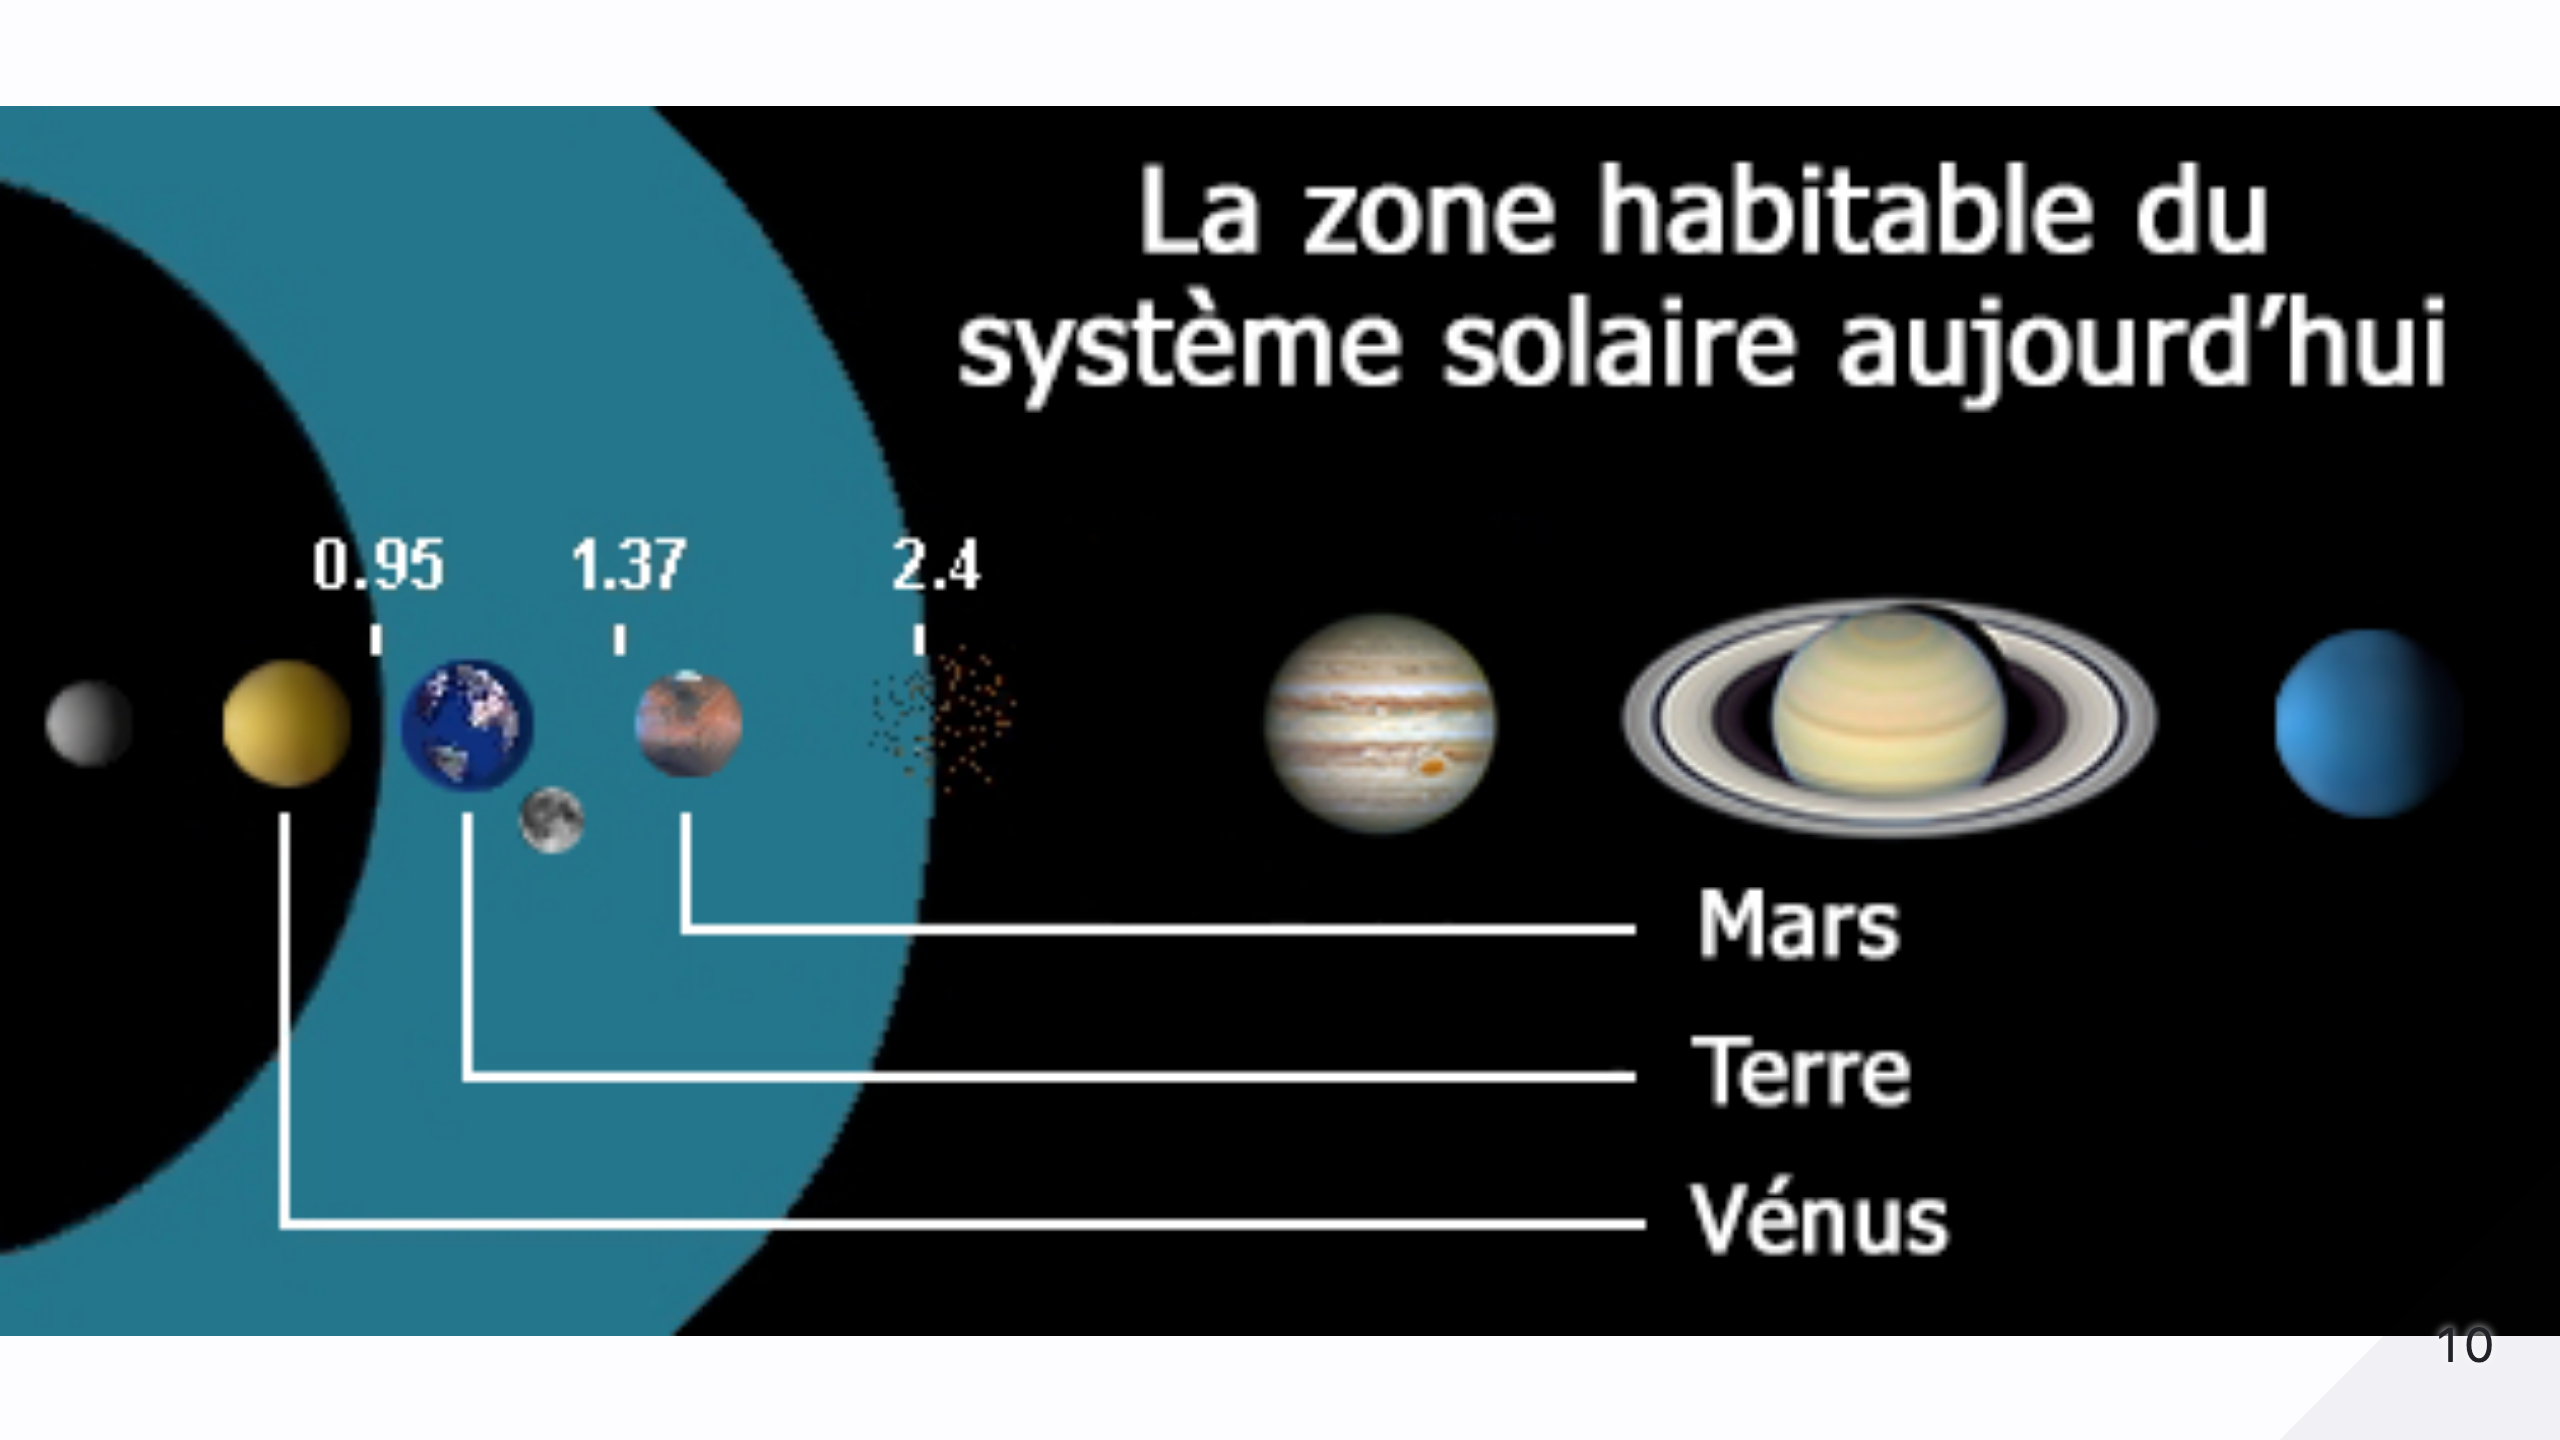 La zone habitable du
système solaire aujourd’hui
0.95 1.37 2.4
Mars
Terre
Vénus
10